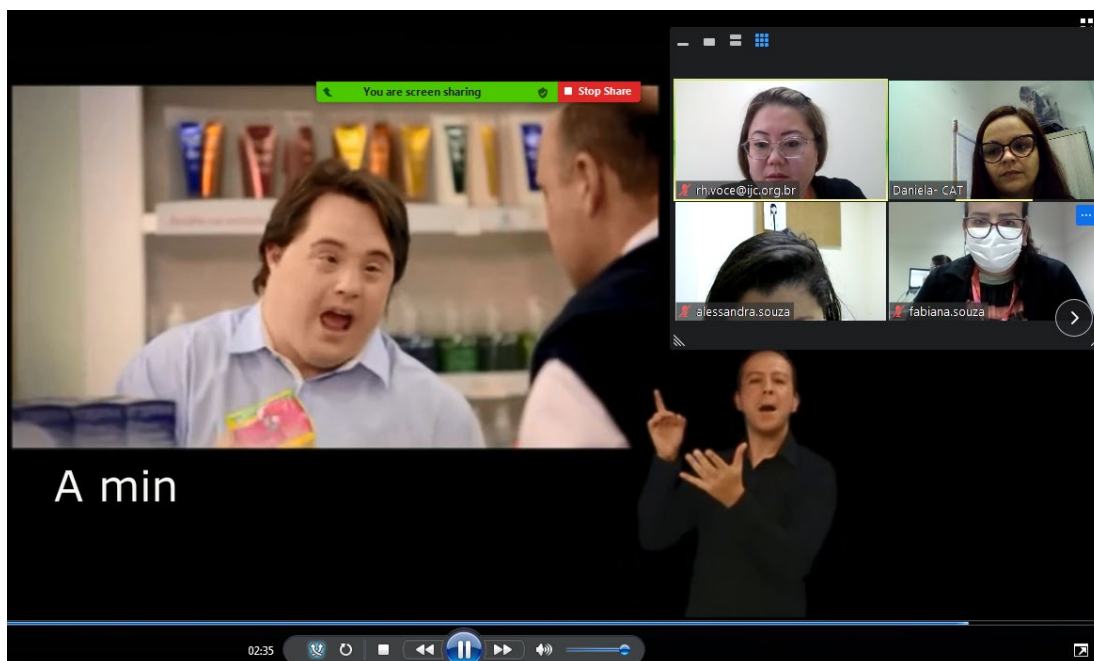 You are screen sharing
Stop Share
rh.voce@ijc.org.br
Daniela- CAT
alessandra.souza
fabiana.souza
A min
02:35